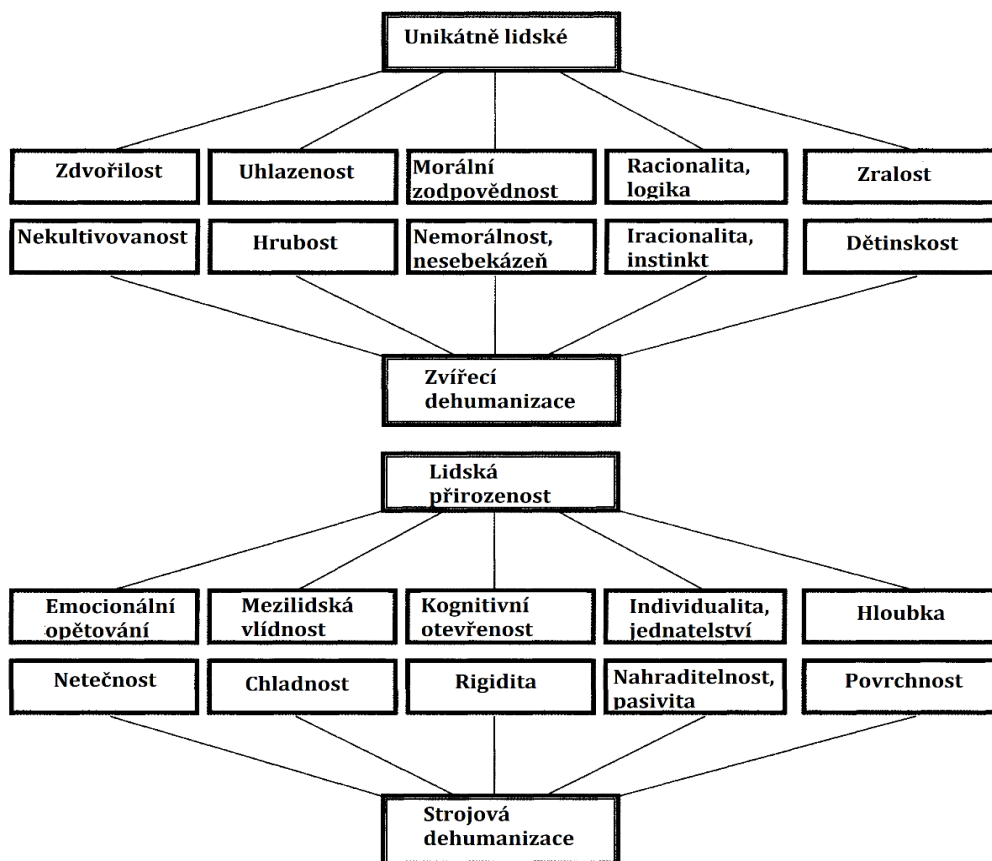 Unikátně lidské
Zdvořilost
Uhlazenost
Morální
zodpovědnost
Racionalita,
logika
Zralost
Nekultivovanost
Hrubost
Nemorálnost,
nesebekázeň
Iracionalita,
instinkt
Dětinskost
Zvířecí
dehumanizace
Lidská
přirozenost
Emocionální
opětování
Mezilidská
vlídnost
Kognitivní
otevřenost
Individualita,
jednatelství
Hloubka
Netečnost
Chladnost
Rigidita
Nahraditelnost,
pasivita
Povrchnost
Strojová
dehumanizace